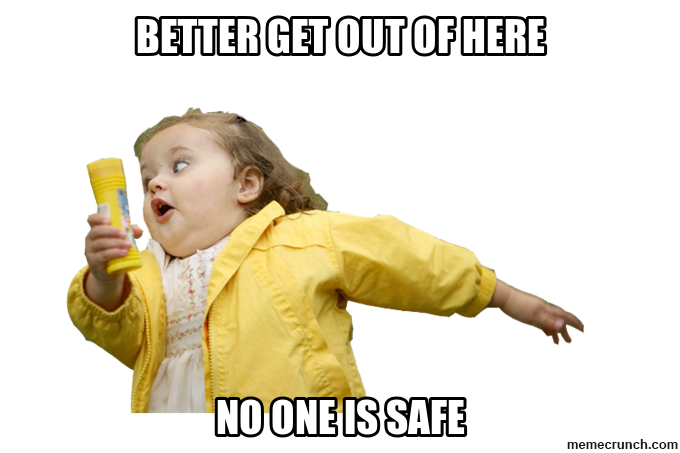 BETTER GET OUT OF HERE
NO ONE IS SAFE
memecrunch.com